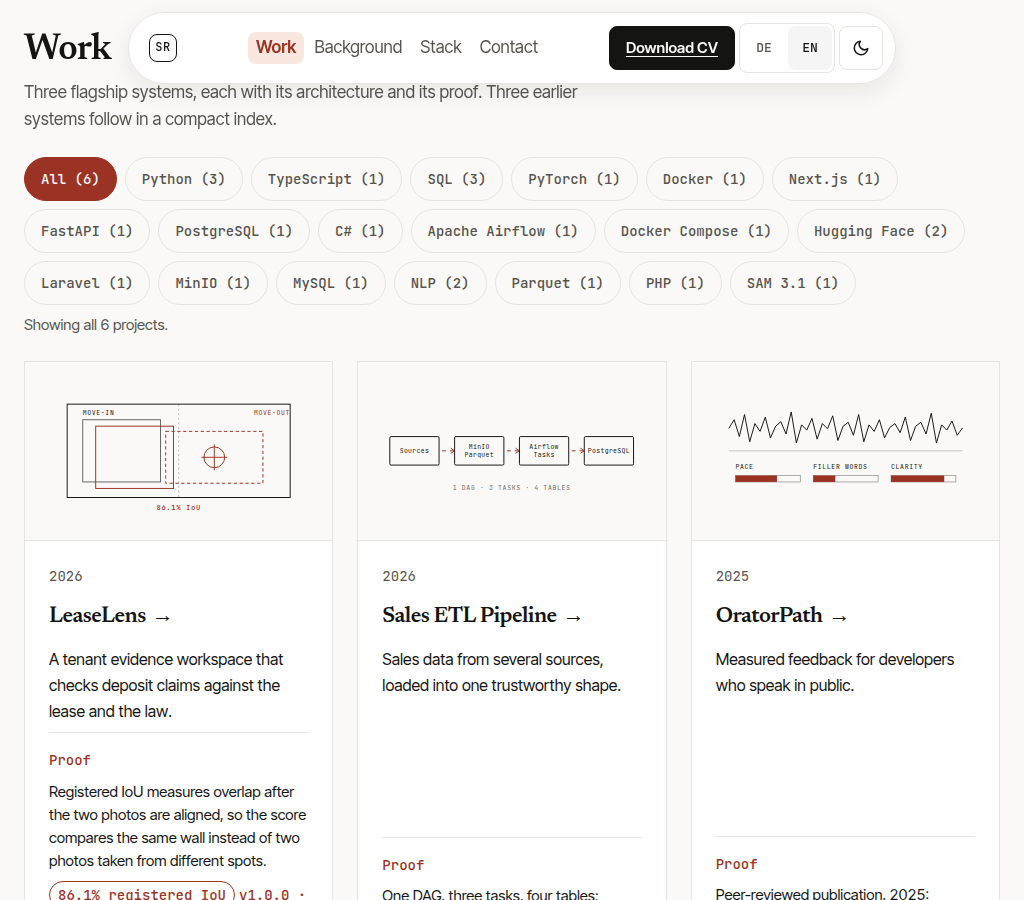 Work
SR
Work Background Stack Contact
Download CV
DE EN
Three flagship systems, each with its architecture and its proof. Three earlier
systems follow in a compact index.
All (6) Python (3) TypeScript (1) SQL (3) PyTorch (1) Docker (1) Next.js (1)
FastAPI (1) PostgreSQL (1) C# (1) Apache Airflow (1) Docker Compose (1) Hugging Face (2)
Laravel (1) MinIO (1) MySQL (1) NLP (2) Parquet (1) PHP (1) SAM 3.1 (1)
Showing all 6 projects.
MOVE-IN MOVE-OUT
86.1% IoU
2026
LeaseLens →
A tenant evidence workspace that
checks deposit claims against the
lease and the law.
Proof
Registered IoU measures overlap after
the two photos are aligned, so the score
compares the same wall instead of two
photos taken from different spots.
86.1% registered IoU v1.0.0 ·
Sources
MinIO
Parquet
Airflow
Tasks
PostgreSQL
1 DAG · 3 TASKS · 4 TABLES
2026
Sales ETL Pipeline →
Sales data from several sources,
loaded into one trustworthy shape.
Proof
One DAG, three tasks, four tables:
PACE FILLER WORDS CLARITY
2025
OratorPath →
Measured feedback for developers
who speak in public.
Proof
Peer-reviewed publication, 2025: